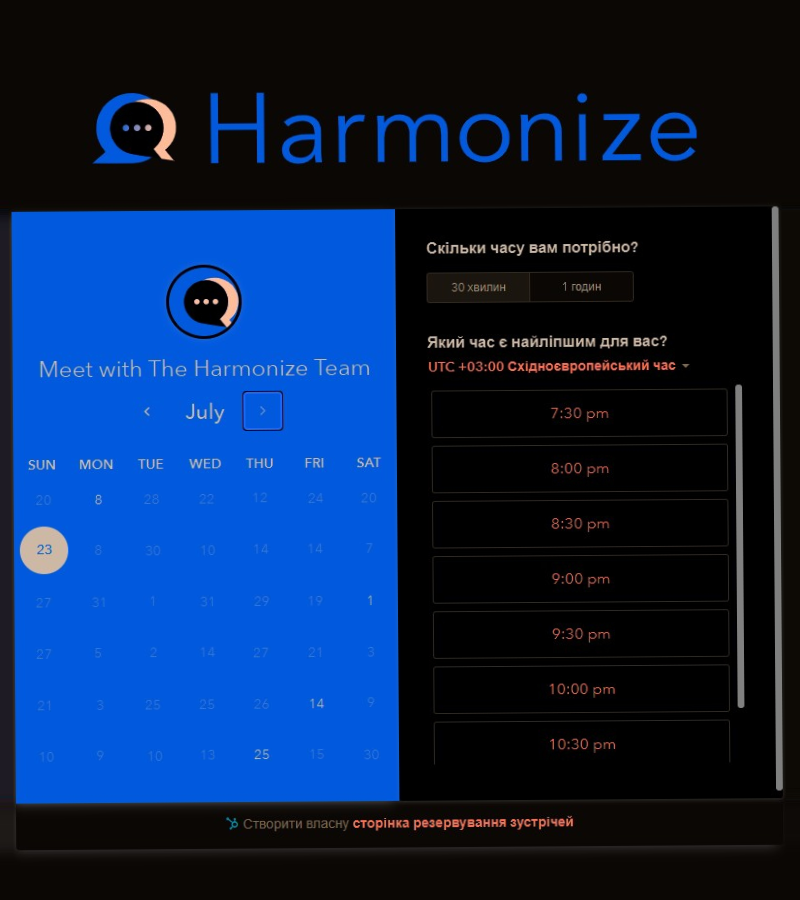 Harmonize
Meet with The Harmonize Team
July
SUN MON TUE WED THU FRI SAT
20 8 28 22 12 24 20
23 8 30 10 14 14 7
27 31 1 31 29 19 1
27 5 2 14 27 21 3
21 3 25 25 26 14 9
10 9 10 13 25 15 30
Скільки часу вам потрібно?
30 хвилин 1 годин
Який час є найліпшим для вас?
UTC +03:00 Східноєвропейський час
7:30 pm
8:00 pm
8:30 pm
9:00 pm
9:30 pm
10:00 pm
10:30 pm
Створити власну сторінка резервування зустрічей